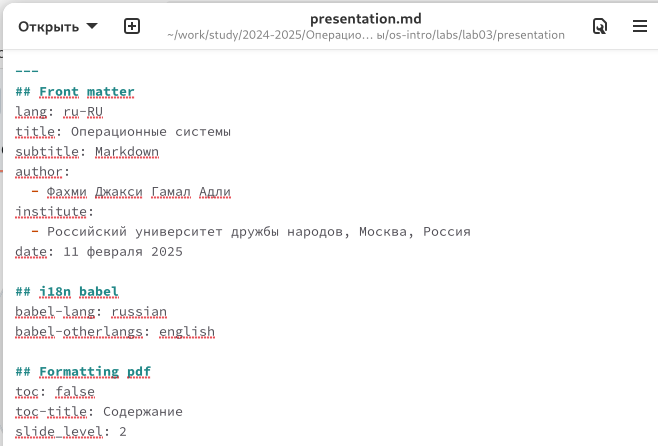 Открыть
presentation.md
~/work/study/2024-2025/Операцио… ы/os-intro/labs/lab03/presentation
---
## Front matter
lang: ru-RU
title: Операционные системы
subtitle: Markdown
author:
  - Фахми Джакси Гамал Адли
institute:
  - Российский университет дружбы народов, Москва, Россия
date: 11 февраля 2025
## i18n babel
babel-lang: russian
babel-otherlangs: english
## Formatting pdf
toc: false
toc-title: Содержание
slide_level: 2